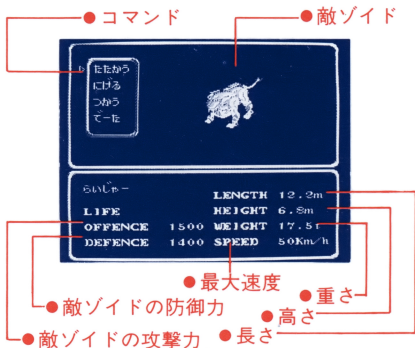 ●コマンド
●敵ゾイド
たたかう
にげる
つかう
でーた
らいじゃー
LENGTH 12.2m
LIFE HEIGHT 6.8m
OFFENCE 1500 WEIGHT 17.5t
DEFENCE 1400 SPEED 50Km/h
●最大速度
●重さ
●敵ゾイドの防御力
●高さ
●敵ゾイドの攻撃力
●長さ